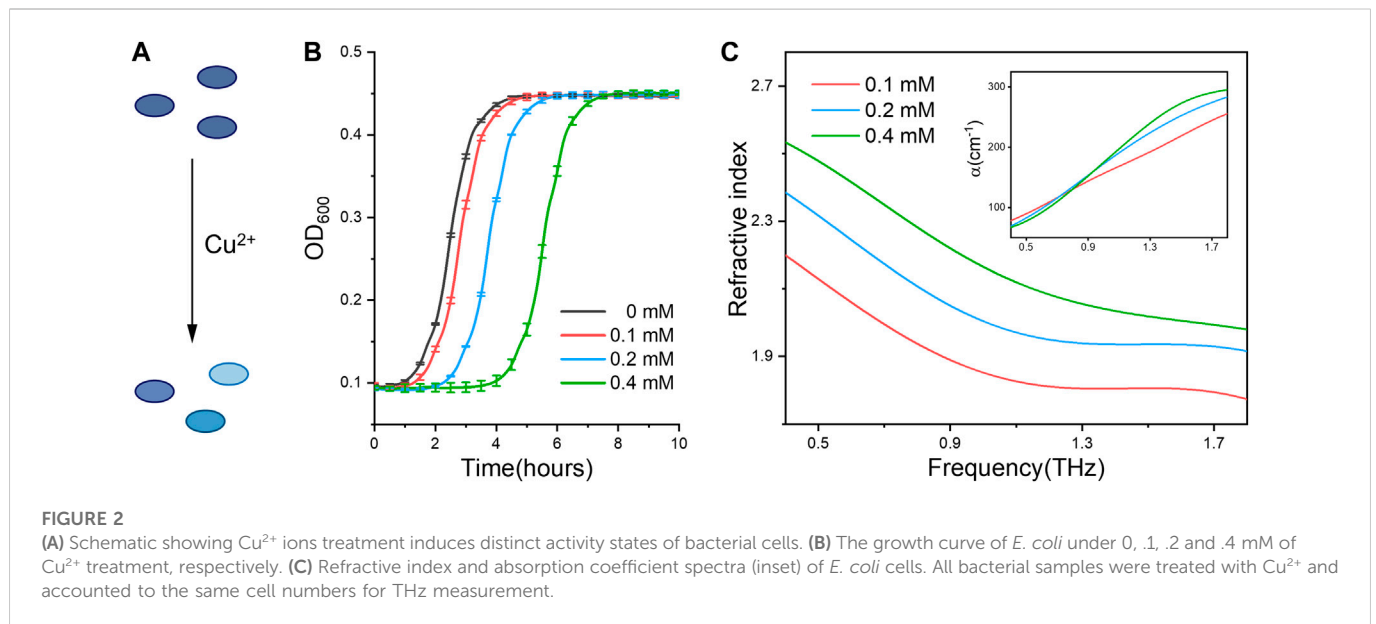 A
Cu²⁺
B
0.5
0.4
0.3
0.2
0.1
OD₆₀₀
0 mM
0.1 mM
0.2 mM
0.4 mM
0 2 4 6 8 10
Time(hours)
C
2.7
2.3
1.9
Refractive index
0.1 mM
0.2 mM
0.4 mM
300
200
100
α(cm⁻¹)
0.5 0.9 1.3 1.7
0.5 0.9 1.3 1.7
Frequency(THz)
FIGURE 2
(A) Schematic showing Cu²⁺ ions treatment induces distinct activity states of bacterial cells. (B) The growth curve of E. coli under 0, .1, .2 and .4 mM of
Cu²⁺ treatment, respectively. (C) Refractive index and absorption coefficient spectra (inset) of E. coli cells. All bacterial samples were treated with Cu²⁺ and
accounted to the same cell numbers for THz measurement.